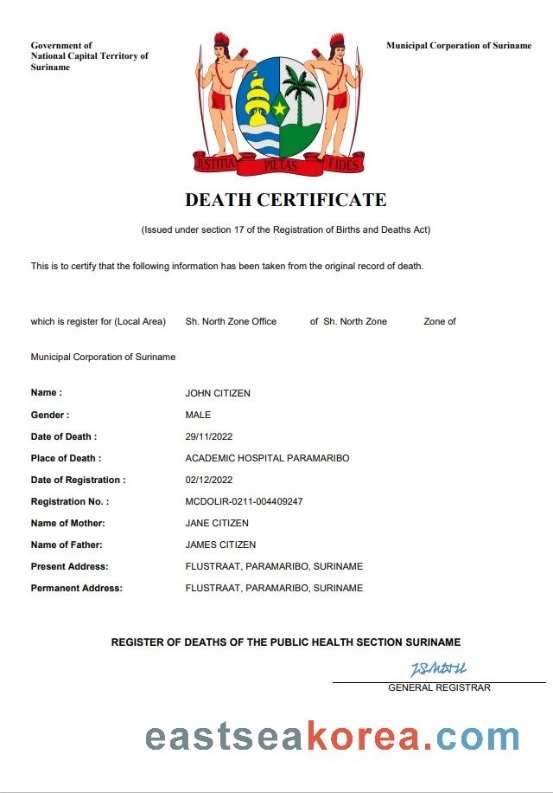 Government of
National Capital Territory of
Suriname
Municipal Corporation of Suriname
JUSTITIA PIETAS FIDES
DEATH CERTIFICATE
(Issued under section 17 of the Registration of Births and Deaths Act)
This is to certify that the following information has been taken from the original record of death.
which is register for (Local Area) Sh. North Zone Office of Sh. North Zone Zone of
Municipal Corporation of Suriname
Name : JOHN CITIZEN
Gender : MALE
Date of Death : 29/11/2022
Place of Death : ACADEMIC HOSPITAL PARAMARIBO
Date of Registration : 02/12/2022
Registration No. : MCDOLIR-0211-004409247
Name of Mother: JANE CITIZEN
Name of Father: JAMES CITIZEN
Present Address: FLUSTRAAT, PARAMARIBO, SURINAME
Permanent Address: FLUSTRAAT, PARAMARIBO, SURINAME
REGISTER OF DEATHS OF THE PUBLIC HEALTH SECTION SURINAME
GENERAL REGISTRAR
eastseakorea.com